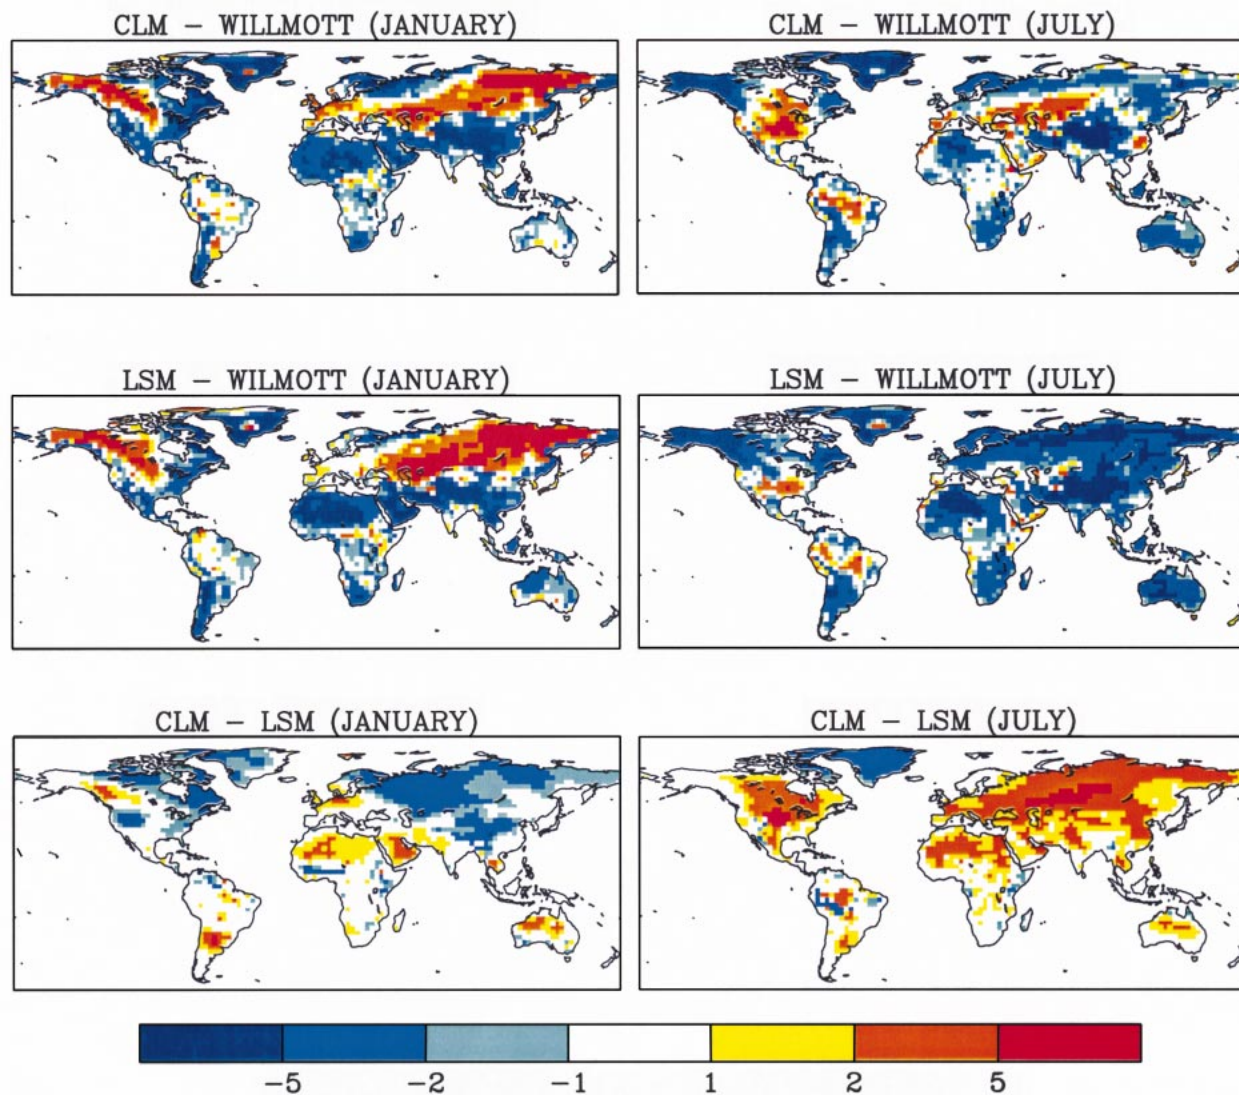 CLM – WILLMOTT (JANUARY)
CLM – WILLMOTT (JULY)
LSM – WILMOTT (JANUARY)
LSM – WILLMOTT (JULY)
CLM – LSM (JANUARY)
CLM – LSM (JULY)
−5 −2 −1 1 2 5